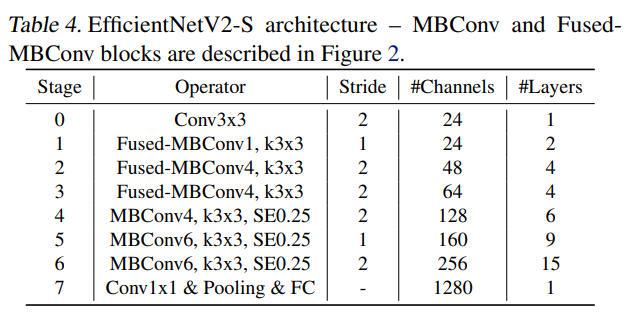 Table 4. EfficientNetV2-S architecture – MBConv and Fused-
MBConv blocks are described in Figure 2.
Stage Operator Stride #Channels #Layers
0 Conv3x3 2 24 1
1 Fused-MBConv1, k3x3 1 24 2
2 Fused-MBConv4, k3x3 2 48 4
3 Fused-MBConv4, k3x3 2 64 4
4 MBConv4, k3x3, SE0.25 2 128 6
5 MBConv6, k3x3, SE0.25 1 160 9
6 MBConv6, k3x3, SE0.25 2 256 15
7 Conv1x1 & Pooling & FC - 1280 1